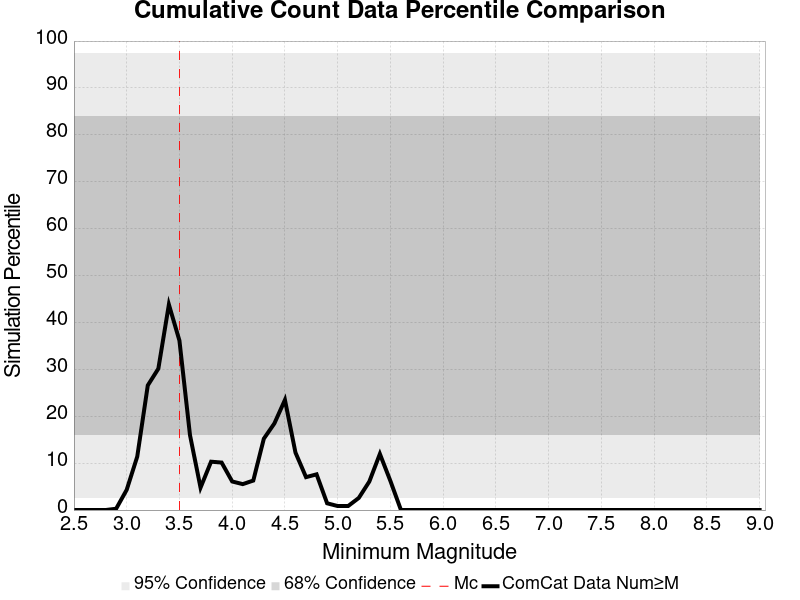 Cumulative Count Data Percentile Comparison
100
90
80
70
60
50
40
30
20
10
0
Simulation Percentile
2.5 3.0 3.5 4.0 4.5 5.0 5.5 6.0 6.5 7.0 7.5 8.0 8.5 9.0
Minimum Magnitude
95% Confidence 68% Confidence Mc ComCat Data Num≥M